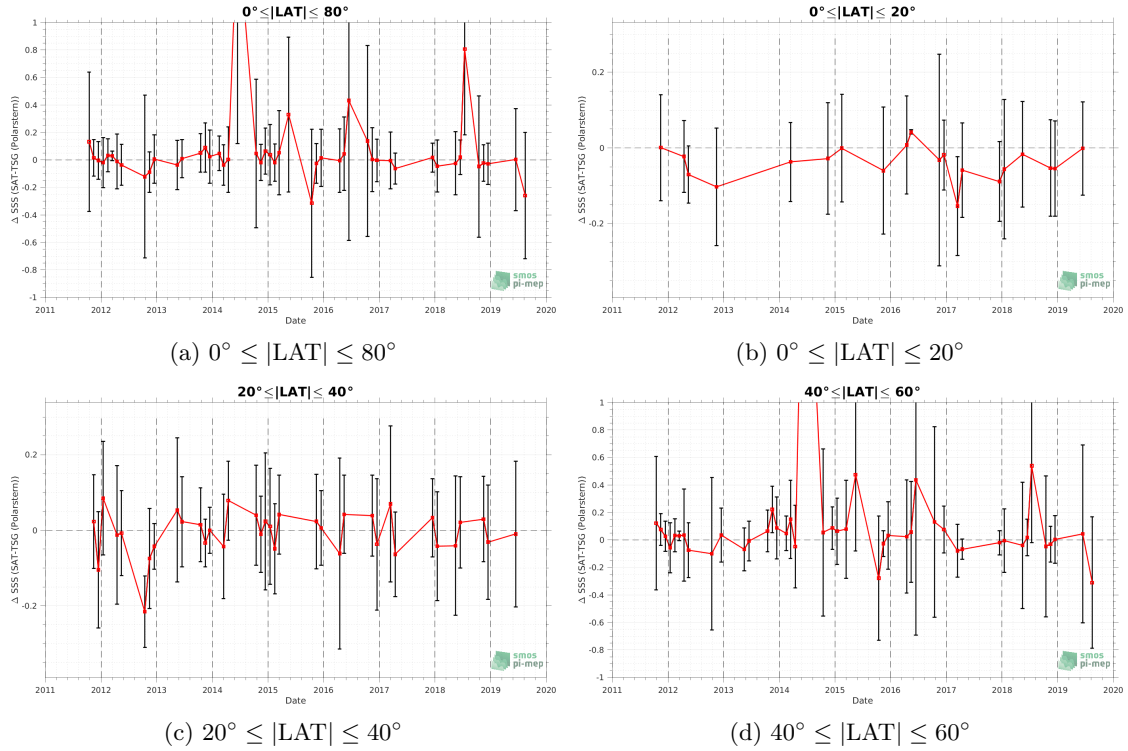 0°≤|LAT|≤ 80°
1
0.8
0.6
0.4
0.2
0
-0.2
-0.4
-0.6
-0.8
-1
Δ SSS (SAT-TSG (Polarstern))
2011 2012 2013 2014 2015 2016 2017 2018 2019 2020
Date
smos
pi-mep
(a) 0° ≤ |LAT| ≤ 80°
0°≤|LAT|≤ 20°
0.2
0
-0.2
Δ SSS (SAT-TSG (Polarstern))
2011 2012 2013 2014 2015 2016 2017 2018 2019 2020
Date
smos
pi-mep
(b) 0° ≤ |LAT| ≤ 20°
20°≤|LAT|≤ 40°
0.2
0
-0.2
Δ SSS (SAT-TSG (Polarstern))
2011 2012 2013 2014 2015 2016 2017 2018 2019 2020
Date
smos
pi-mep
(c) 20° ≤ |LAT| ≤ 40°
40°≤|LAT|≤ 60°
1
0.8
0.6
0.4
0.2
0
-0.2
-0.4
-0.6
-0.8
-1
Δ SSS (SAT-TSG (Polarstern))
2011 2012 2013 2014 2015 2016 2017 2018 2019 2020
Date
smos
pi-mep
(d) 40° ≤ |LAT| ≤ 60°